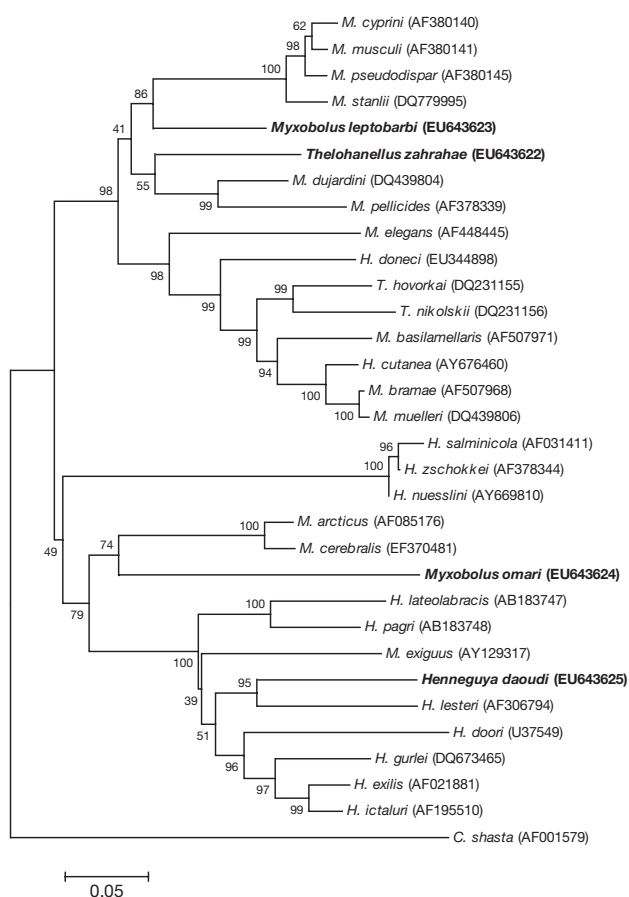 62
M. cyprini (AF380140)
98
M. musculi (AF380141)
100
M. pseudodispar (AF380145)
86
M. stanlii (DQ779995)
41
Myxobolus leptobarbi (EU643623)
Thelohanellus zahrahae (EU643622)
55
M. dujardini (DQ439804)
98
99
M. pellicides (AF378339)
M. elegans (AF448445)
98
H. doneci (EU344898)
99
T. hovorkai (DQ231155)
99
T. nikolskii (DQ231156)
99
M. basilamellaris (AF507971)
94
H. cutanea (AY676460)
100
M. bramae (AF507968)
100
M. muelleri (DQ439806)
96
H. salminicola (AF031411)
100
H. zschokkei (AF378344)
H. nuesslini (AY669810)
100
M. arcticus (AF085176)
49
74
M. cerebralis (EF370481)
Myxobolus omari (EU643624)
79
100
H. lateolabracis (AB183747)
H. pagri (AB183748)
100
M. exiguus (AY129317)
95
Henneguya daoudi (EU643625)
39
H. lesteri (AF306794)
51
H. doori (U37549)
96
H. gurlei (DQ673465)
97
H. exilis (AF021881)
99
H. ictaluri (AF195510)
C. shasta (AF001579)
0.05